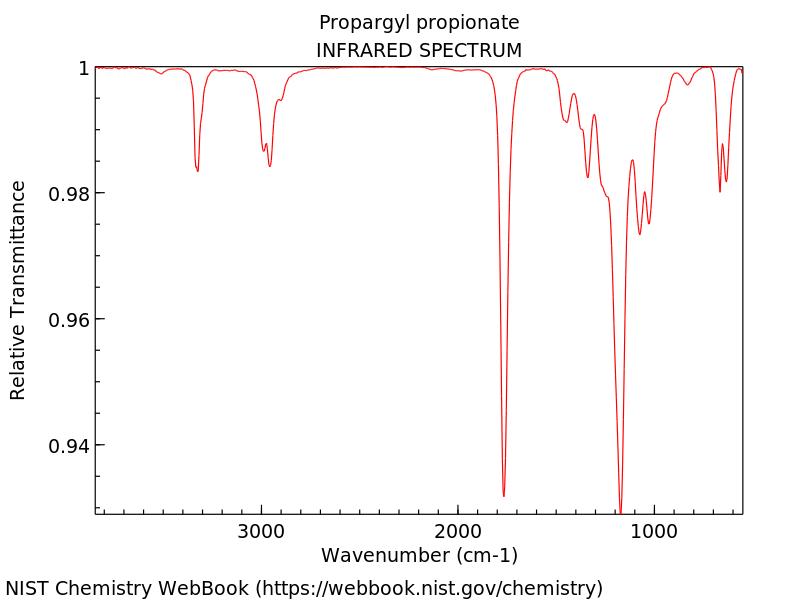 Propargyl propionate
INFRARED SPECTRUM
1
0.98
0.96
0.94
Relative Transmittance
3000 2000 1000
Wavenumber (cm-1)
NIST Chemistry WebBook (https://webbook.nist.gov/chemistry)